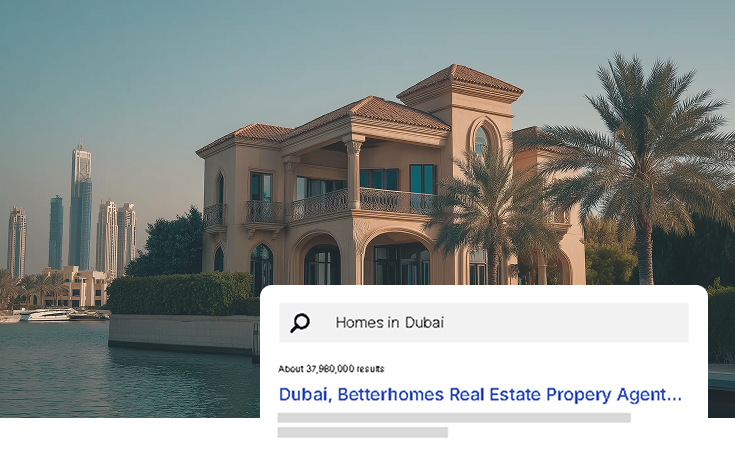 Homes in Dubai
About 37,980,000 results
Dubai, Betterhomes Real Estate Propery Agent...